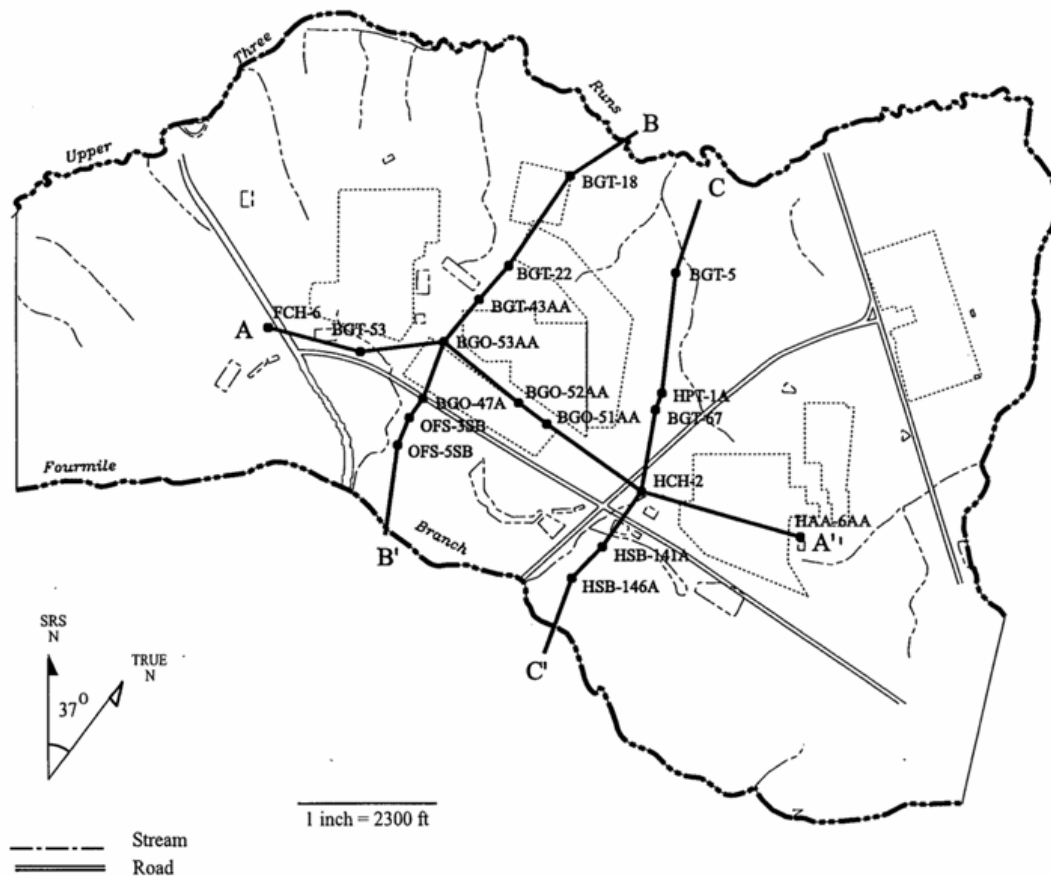 Three
Upper
Runs
B
BGT-18
C
BGT-5
BGT-22
BGT-43AA
FCH-6
A
BGT-53
BGO-53AA
BGO-52AA
HPT-1A
BGO-47A
BGO-51AA
BGT-67
OFS-3SB
OFS-5SB
Fourmile
HCH-2
Branch
HAA-6AA
B'
A'
HSB-141A
HSB-146A
C'
SRS
N
TRUE
N
37°
1 inch = 2300 ft
Stream
Road